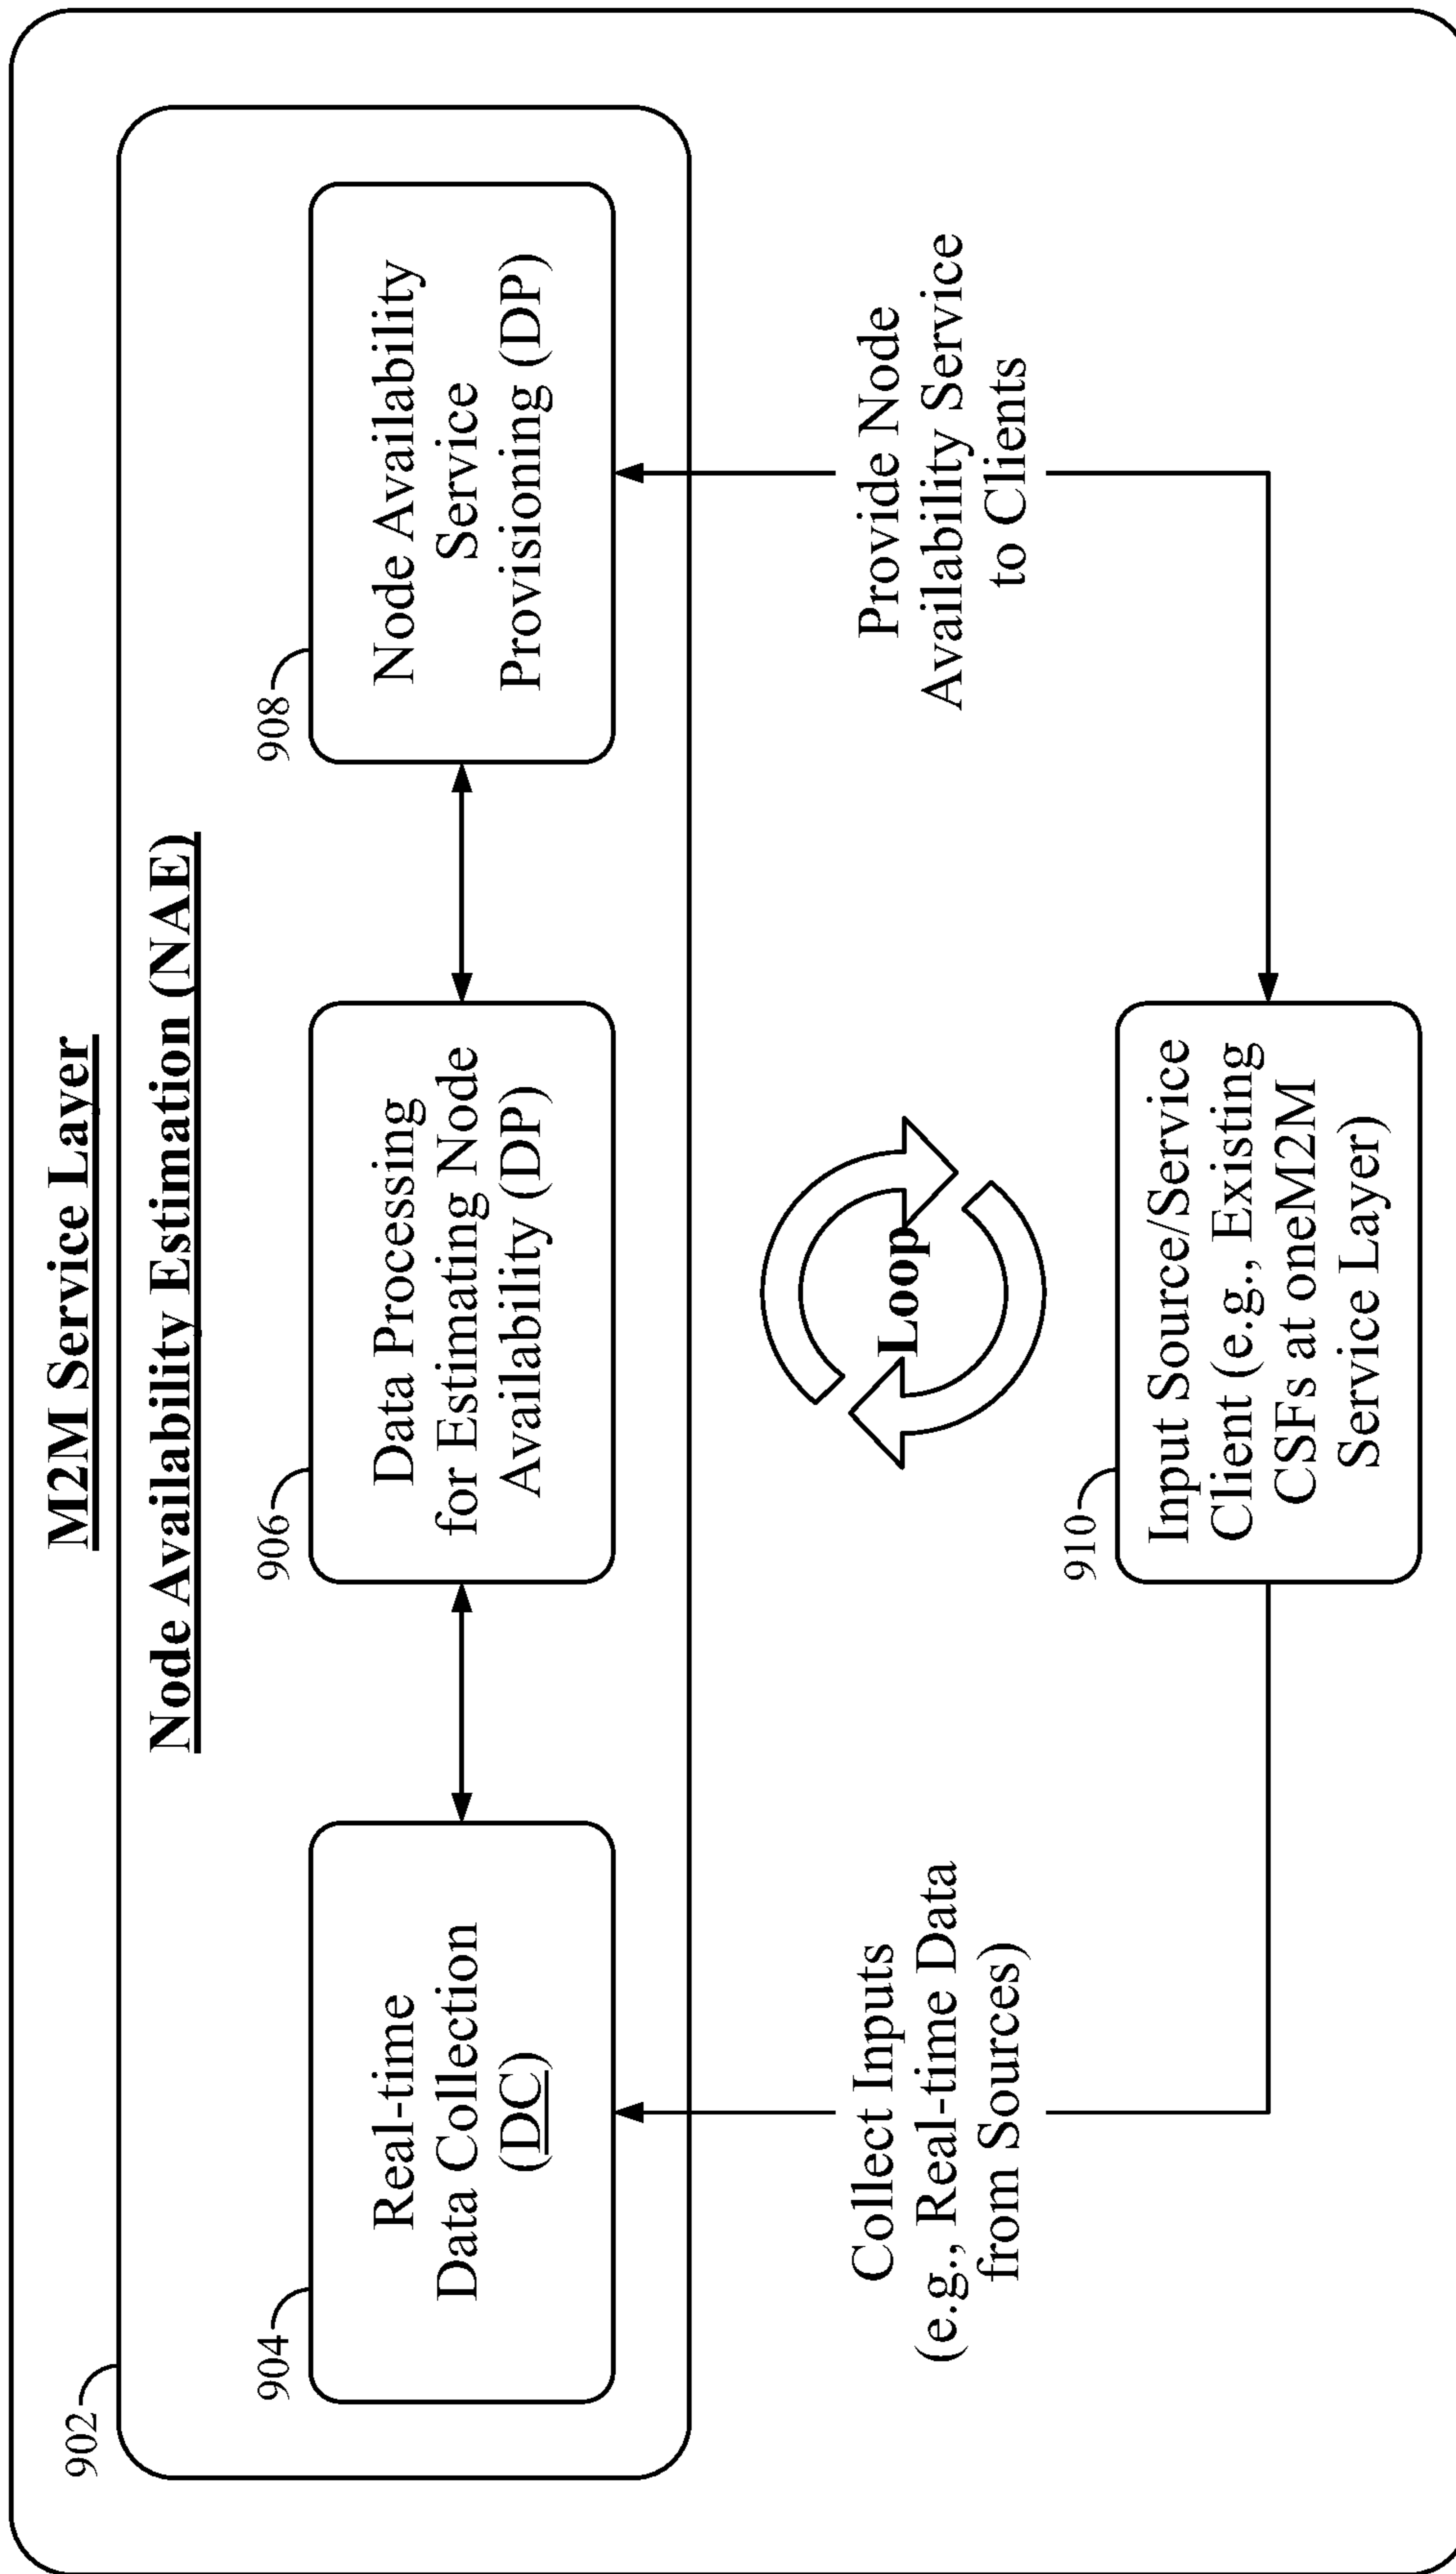 M2M Service Layer
902
Node Availability Estimation (NAE)
904
Real-time
Data Collection
(DC)
906
Data Processing
for Estimating Node
Availability (DP)
908
Node Availability
Service
Provisioning (DP)
Collect Inputs
(e.g., Real-time Data
from Sources)
Loop
Provide Node
Availability Service
to Clients
910
Input Source/Service
Client (e.g., Existing
CSFs at oneM2M
Service Layer)